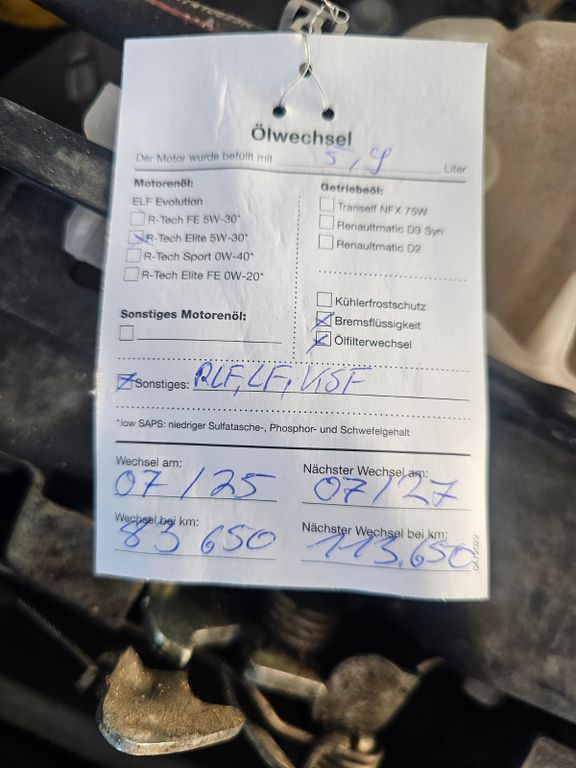 Ölwechsel
Der Motor wurde befüllt mit 5,9 Liter
Motorenöl:
ELF Evolution
R-Tech FE 5W-30*
R-Tech Elite 5W-30*
R-Tech Sport 0W-40*
R-Tech Elite FE 0W-20*
Sonstiges Motorenöl:
Getriebeöl:
Tranself NFX 75W
Renaultmatic D3 Syn
Renaultmatic D2
Kühlerfrostschutz
Bremsflüssigkeit
Ölfilterwechsel
Sonstiges: RLF, LF, KSF
*low SAPS: niedriger Sulfatasche-, Phosphor- und Schwefelgehalt
Wechsel am: Nächster Wechsel am:
07/25 07/27
Wechsel bei km: Nächster Wechsel bei km:
83 650 113.650